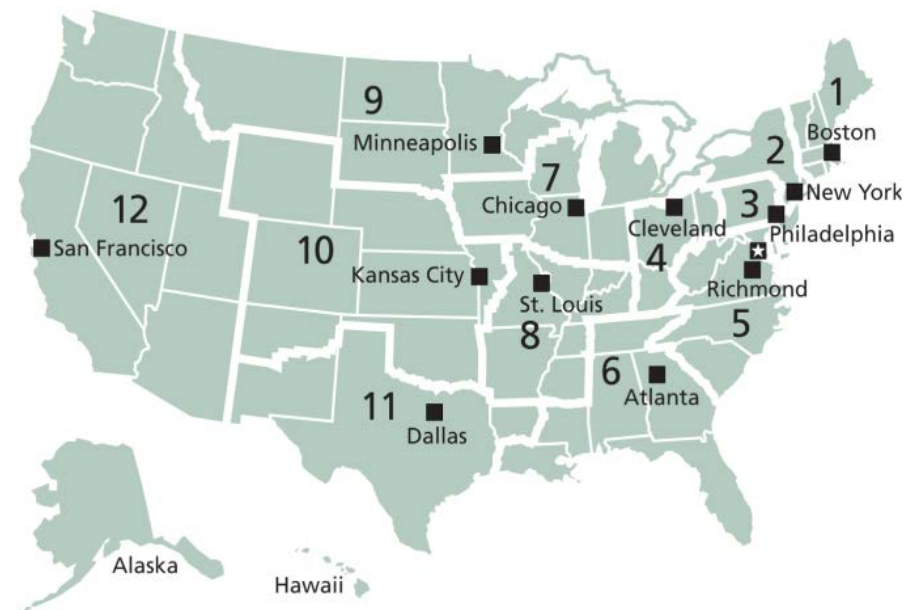 1
9
Boston
Minneapolis
2
7
New York
12
Chicago
3
Cleveland
Philadelphia
San Francisco
10
4
Kansas City
Richmond
St. Louis
5
8
6
Atlanta
11
Dallas
Alaska
Hawaii